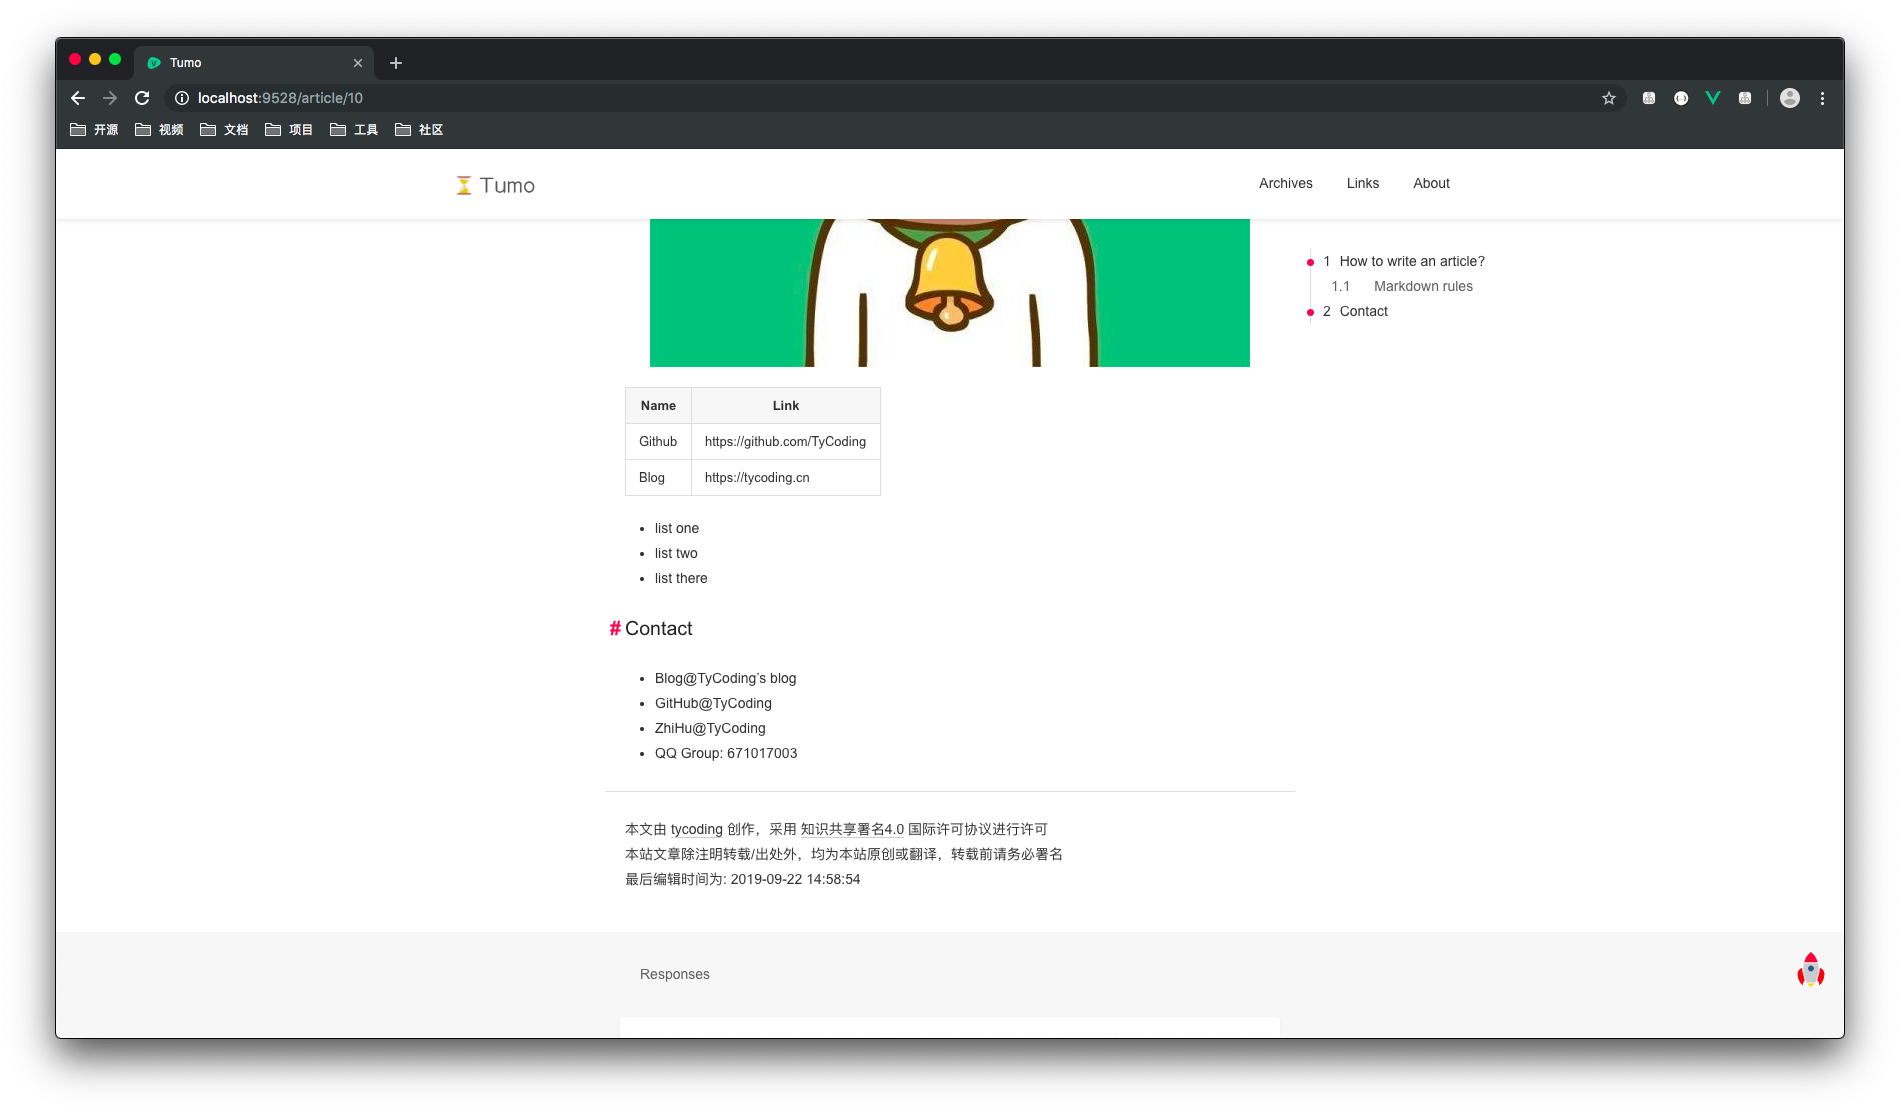 Tumo
localhost:9528/article/10
开源 视频 文档 项目 工具 社区
Tumo
Archives Links About
1 How to write an article?
1.1 Markdown rules
2 Contact
Name Link
Github https://github.com/TyCoding
Blog https://tycoding.cn
list one
list two
list there
# Contact
Blog@TyCoding’s blog
GitHub@TyCoding
ZhiHu@TyCoding
QQ Group: 671017003
本文由 tycoding 创作，采用 知识共享署名4.0 国际许可协议进行许可
本站文章除注明转载/出处外，均为本站原创或翻译，转载前请务必署名
最后编辑时间为: 2019-09-22 14:58:54
Responses